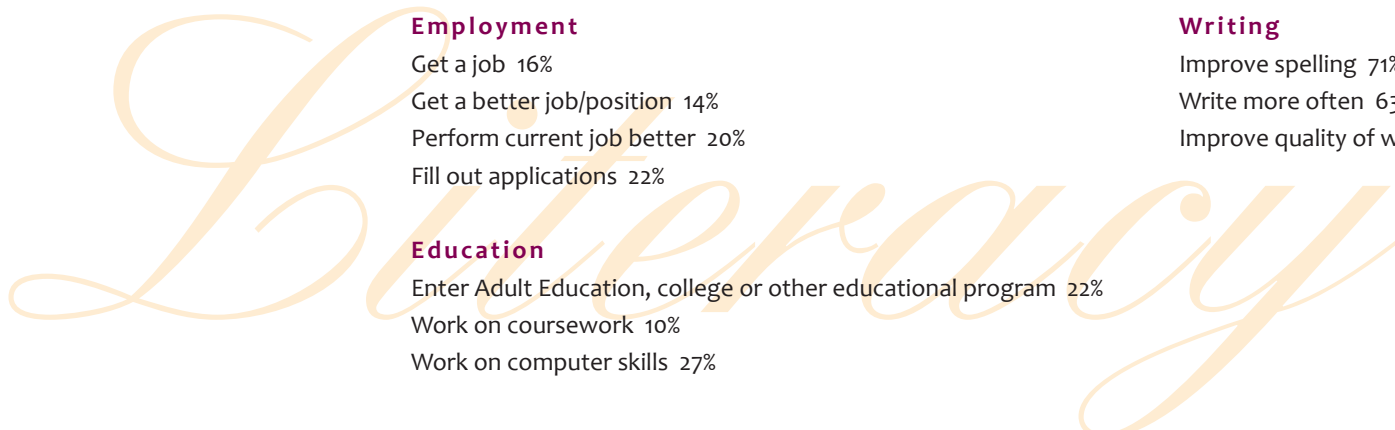 Literacy
Employment
Get a job 16%
Get a better job/position 14%
Perform current job better 20%
Fill out applications 22%
Education
Enter Adult Education, college or other educational program 22%
Work on coursework 10%
Work on computer skills 27%
Writing
Improve spelling 71%
Write more often 63
Improve quality of